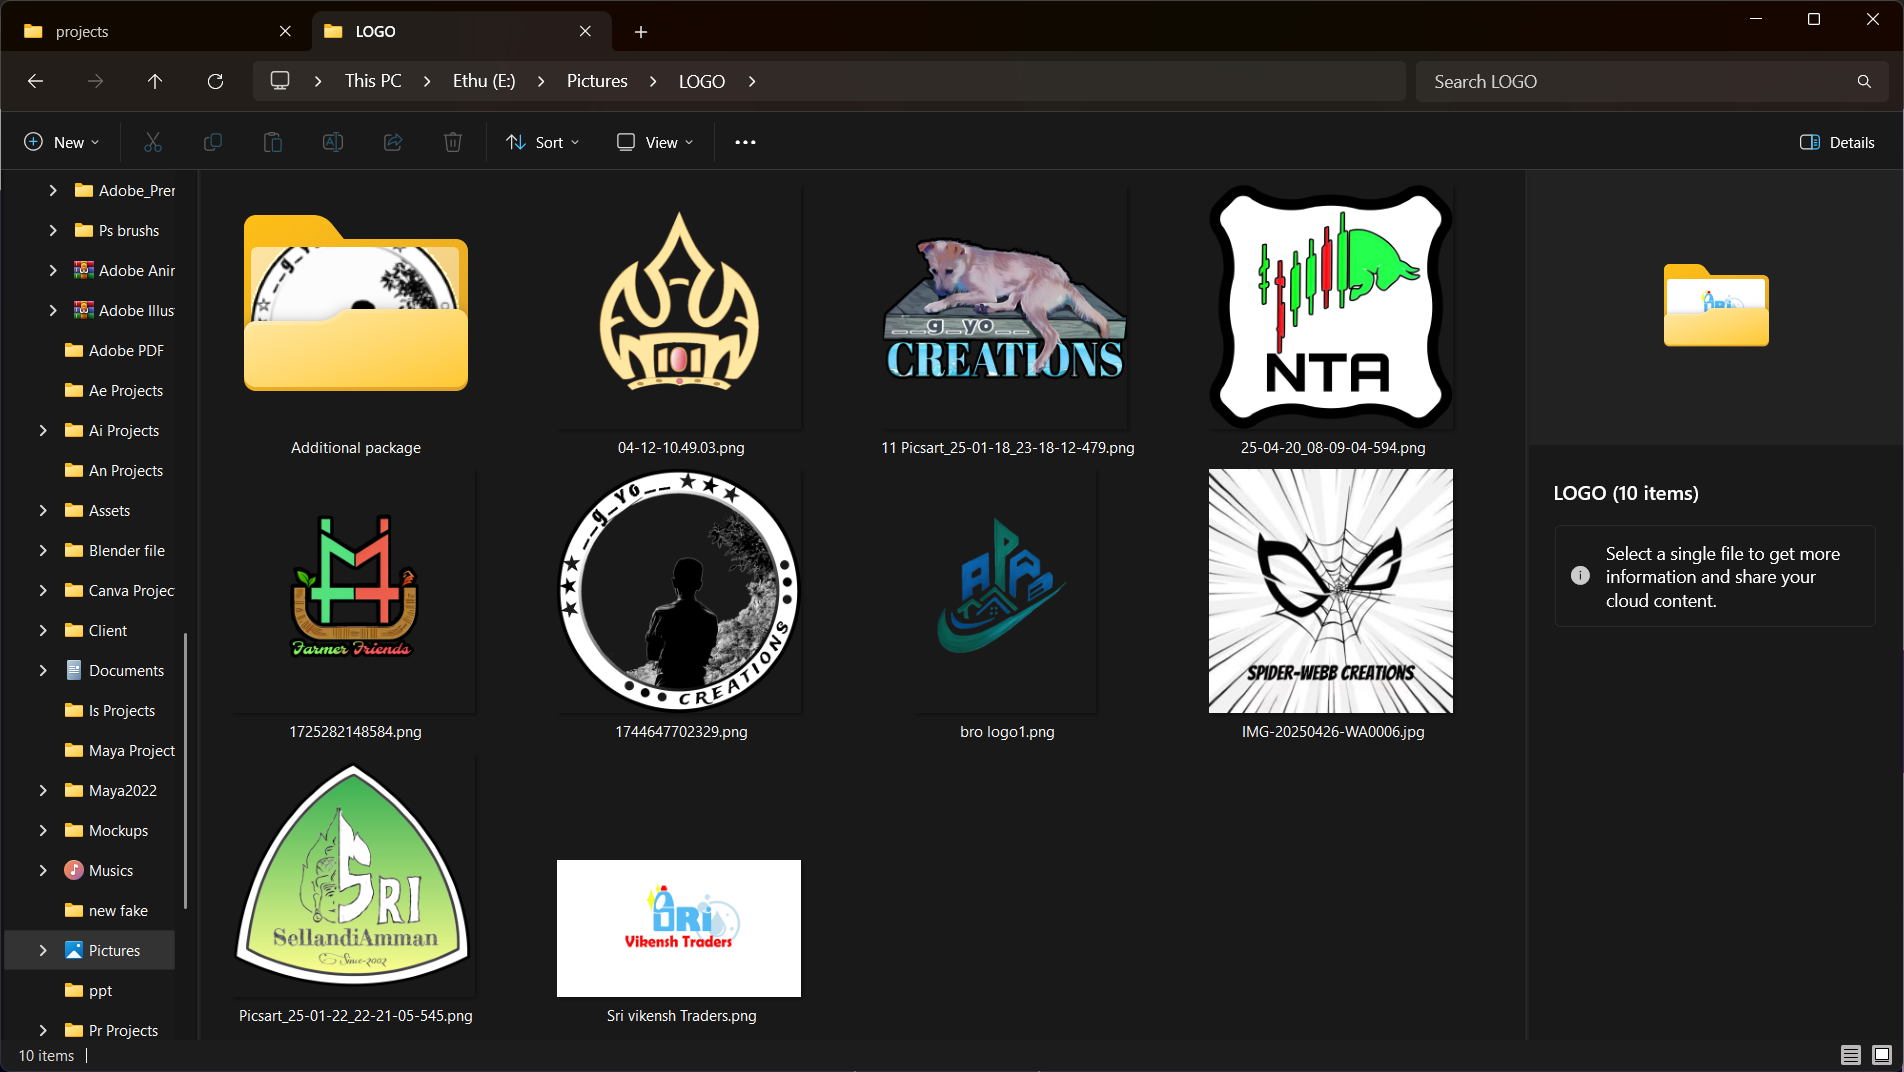 projects
LOGO
This PC
Ethu (E:)
Pictures
LOGO
Search LOGO
New
Sort
View
Details
Adobe_Prer
Ps brushs
Adobe Anir
Adobe Illus
Adobe PDF
Ae Projects
Ai Projects
An Projects
Assets
Blender file
Canva Projec
Client
Documents
Is Projects
Maya Project
Maya2022
Mockups
Musics
new fake
Pictures
ppt
Pr Projects
__g_yo__
CREATIONS
NTA
Additional package
04-12-10.49.03.png
11 Picsart_25-01-18_23-18-12-479.png
25-04-20_08-09-04-594.png
Farmer Friends
__g_Yo__
CREATIONS
APAB
SPIDER-WEBB CREATIONS
1725282148584.png
1744647702329.png
bro logo1.png
IMG-20250426-WA0006.jpg
SRI
SellandiAmman
Since-2002
SRi
Vikensh Traders
Picsart_25-01-22_22-21-05-545.png
Sri vikensh Traders.png
LOGO (10 items)
Select a single file to get more
information and share your
cloud content.
10 items